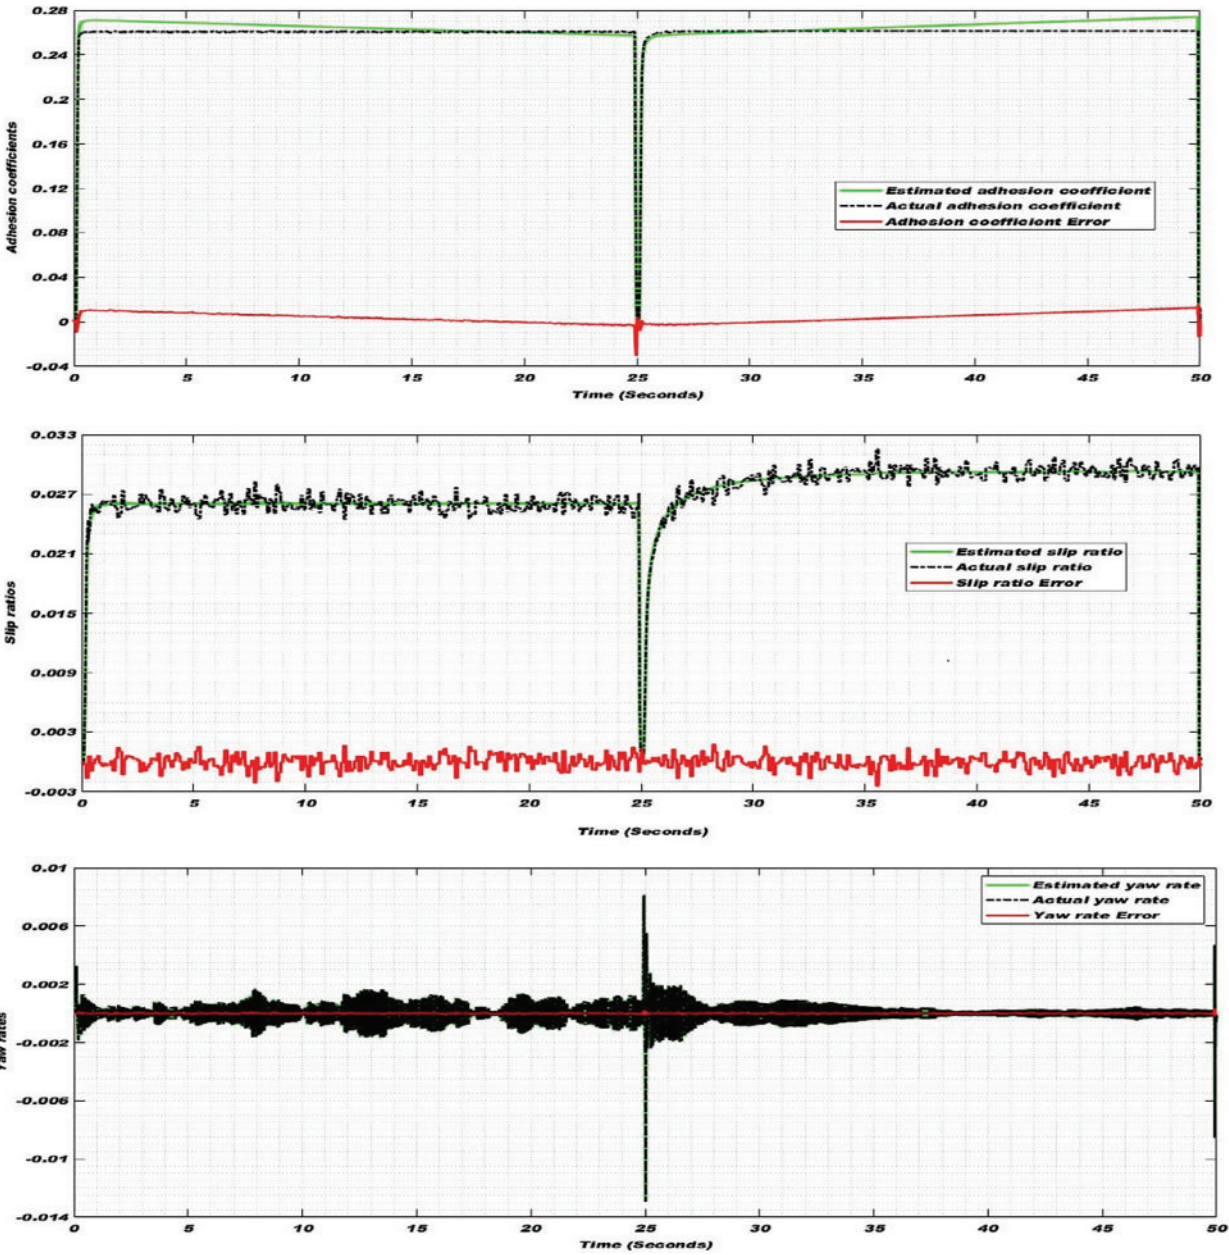 0.28
0.24
0.2
0.16
0.12
0.08
0.04
0
-0.04
Adhesion coefficients
Estimated adhesion coefficient
Actual adhesion coefficient
Adhesion coefficient Error
0 5 10 15 20 25 30 35 40 45 50
Time (Seconds)
0.033
0.027
0.021
0.015
0.009
0.003
-0.003
Slip ratios
Estimated slip ratio
Actual slip ratio
Slip ratio Error
0 5 10 15 20 25 30 35 40 45 50
Time (Seconds)
0.01
0.006
0.002
-0.002
-0.006
-0.01
-0.014
Yaw rates
Estimated yaw rate
Actual yaw rate
Yaw rate Error
0 5 10 15 20 25 30 35 40 45 50
Time (Seconds)